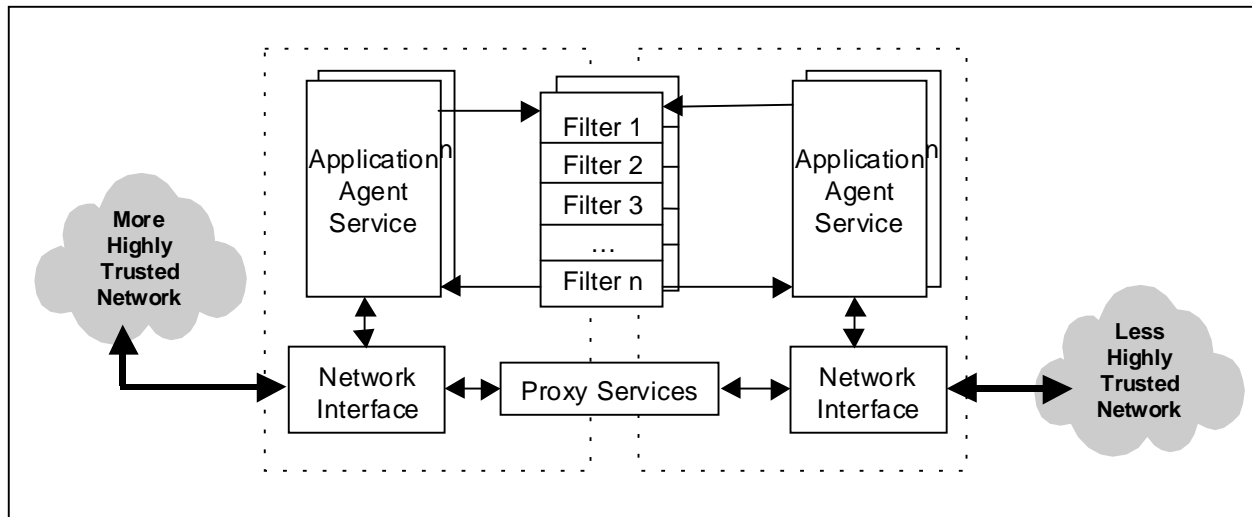 More
Highly
Trusted
Network
Application
Agent
Service
n
Network
Interface
Filter 1
Filter 2
Filter 3
...
Filter n
Proxy Services
Application
Agent
Service
n
Network
Interface
Less
Highly
Trusted
Network